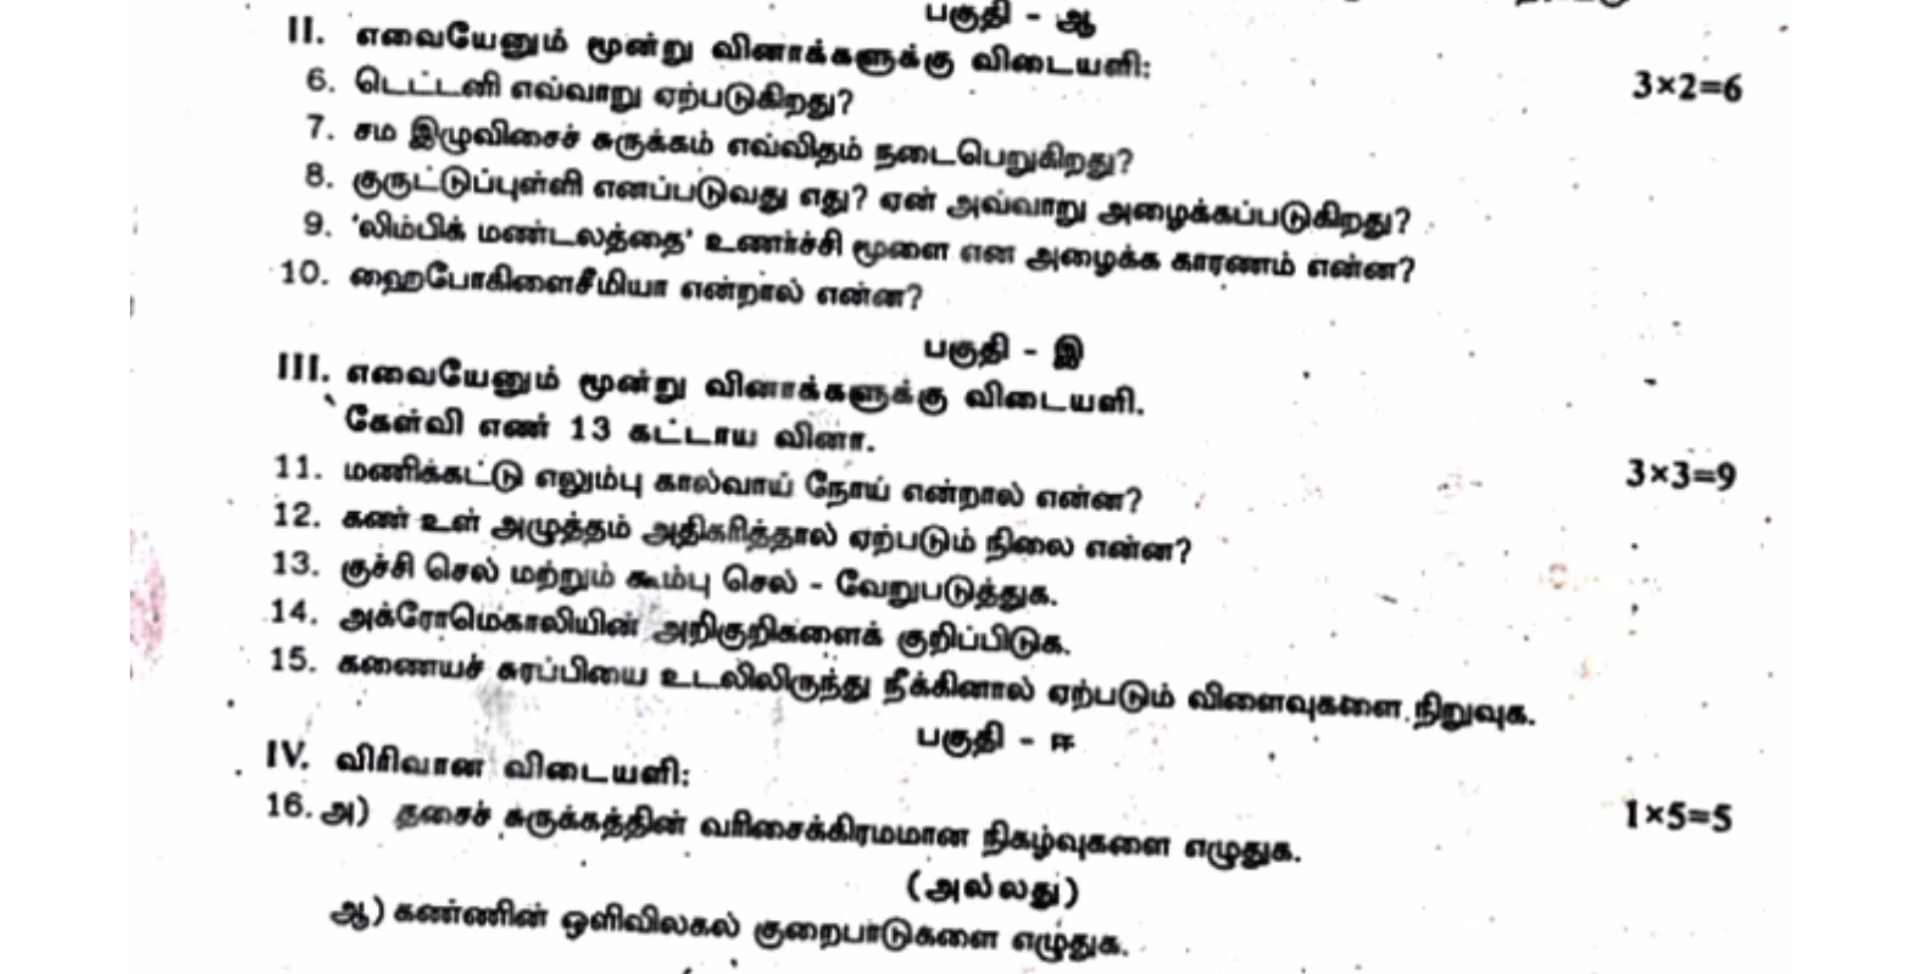 பகுதி - ஆ
II. எவையேனும் மூன்று வினாக்களுக்கு விடையளி: 3×2=6
6. டெட்டனி எவ்வாறு ஏற்படுகிறது?
7. சம இழுவிசைச் சுருக்கம் எவ்விதம் நடைபெறுகிறது?
8. குருட்டுப்புள்ளி எனப்படுவது எது? ஏன் அவ்வாறு அழைக்கப்படுகிறது?
9. 'லிம்பிக் மண்டலத்தை' உணர்ச்சி மூளை என அழைக்க காரணம் என்ன?
10. ஹைபோகிளைசீமியா என்றால் என்ன?
பகுதி - இ
III. எவையேனும் மூன்று வினாக்களுக்கு விடையளி.
கேள்வி எண் 13 கட்டாய வினா. 3×3=9
11. மணிக்கட்டு எலும்பு கால்வாய் நோய் என்றால் என்ன?
12. கண் உள் அழுத்தம் அதிகரித்தால் ஏற்படும் நிலை என்ன?
13. குச்சி செல் மற்றும் கூம்பு செல் - வேறுபடுத்துக.
14. அக்ரோமெகாலியின் அறிகுறிகளைக் குறிப்பிடுக.
15. கணையச் சுரப்பியை உடலிலிருந்து நீக்கினால் ஏற்படும் விளைவுகளை நிறுவுக.
பகுதி - ஈ
IV. விரிவான விடையளி: 1×5=5
16. அ) தசைச் சுருக்கத்தின் வரிசைக்கிரமமான நிகழ்வுகளை எழுதுக.
(அல்லது)
ஆ) கண்ணின் ஒளிவிலகல் குறைபாடுகளை எழுதுக.